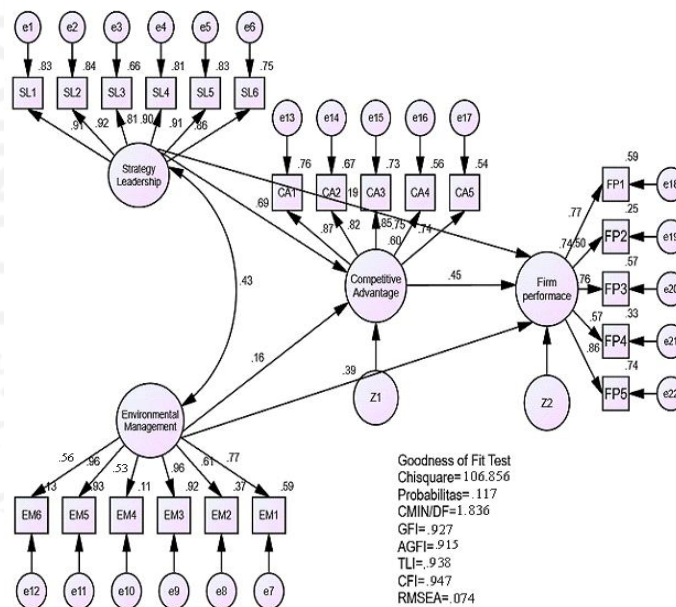 e1 e2 e3 e4 e5 e6
.83 .84 .66 .81 .83 .75
SL1 SL2 SL3 SL4 SL5 SL6
.91 .92 .81 .90 .91 .86
Strategy
Leadership
e13 e14 e15 e16 e17
.76 .67 .73 .56 .54
CA1 CA2 CA3 CA4 CA5
.19
.69
.87 .82 .85 .75 .74
.60
Competitive
Advantage
.45
.59
FP1 e18
.77
.25
FP2 e19
.74 .50
.57
FP3 e20
.76
.33
FP4 e21
.57
.74
FP5 e22
.86
Firm
performace
.43
.16
.39
Z1
Z2
Environmental
Management
.56 .96 .53 .96 .61 .77
.13 .93 .11 .92 .37 .59
EM6 EM5 EM4 EM3 EM2 EM1
e12 e11 e10 e9 e8 e7
Goodness of Fit Test
Chisquare=106.856
Probabilitas=.117
CMIN/DF=1.836
GFI=.927
AGFI=.915
TLI=.938
CFI=.947
RMSEA=.074